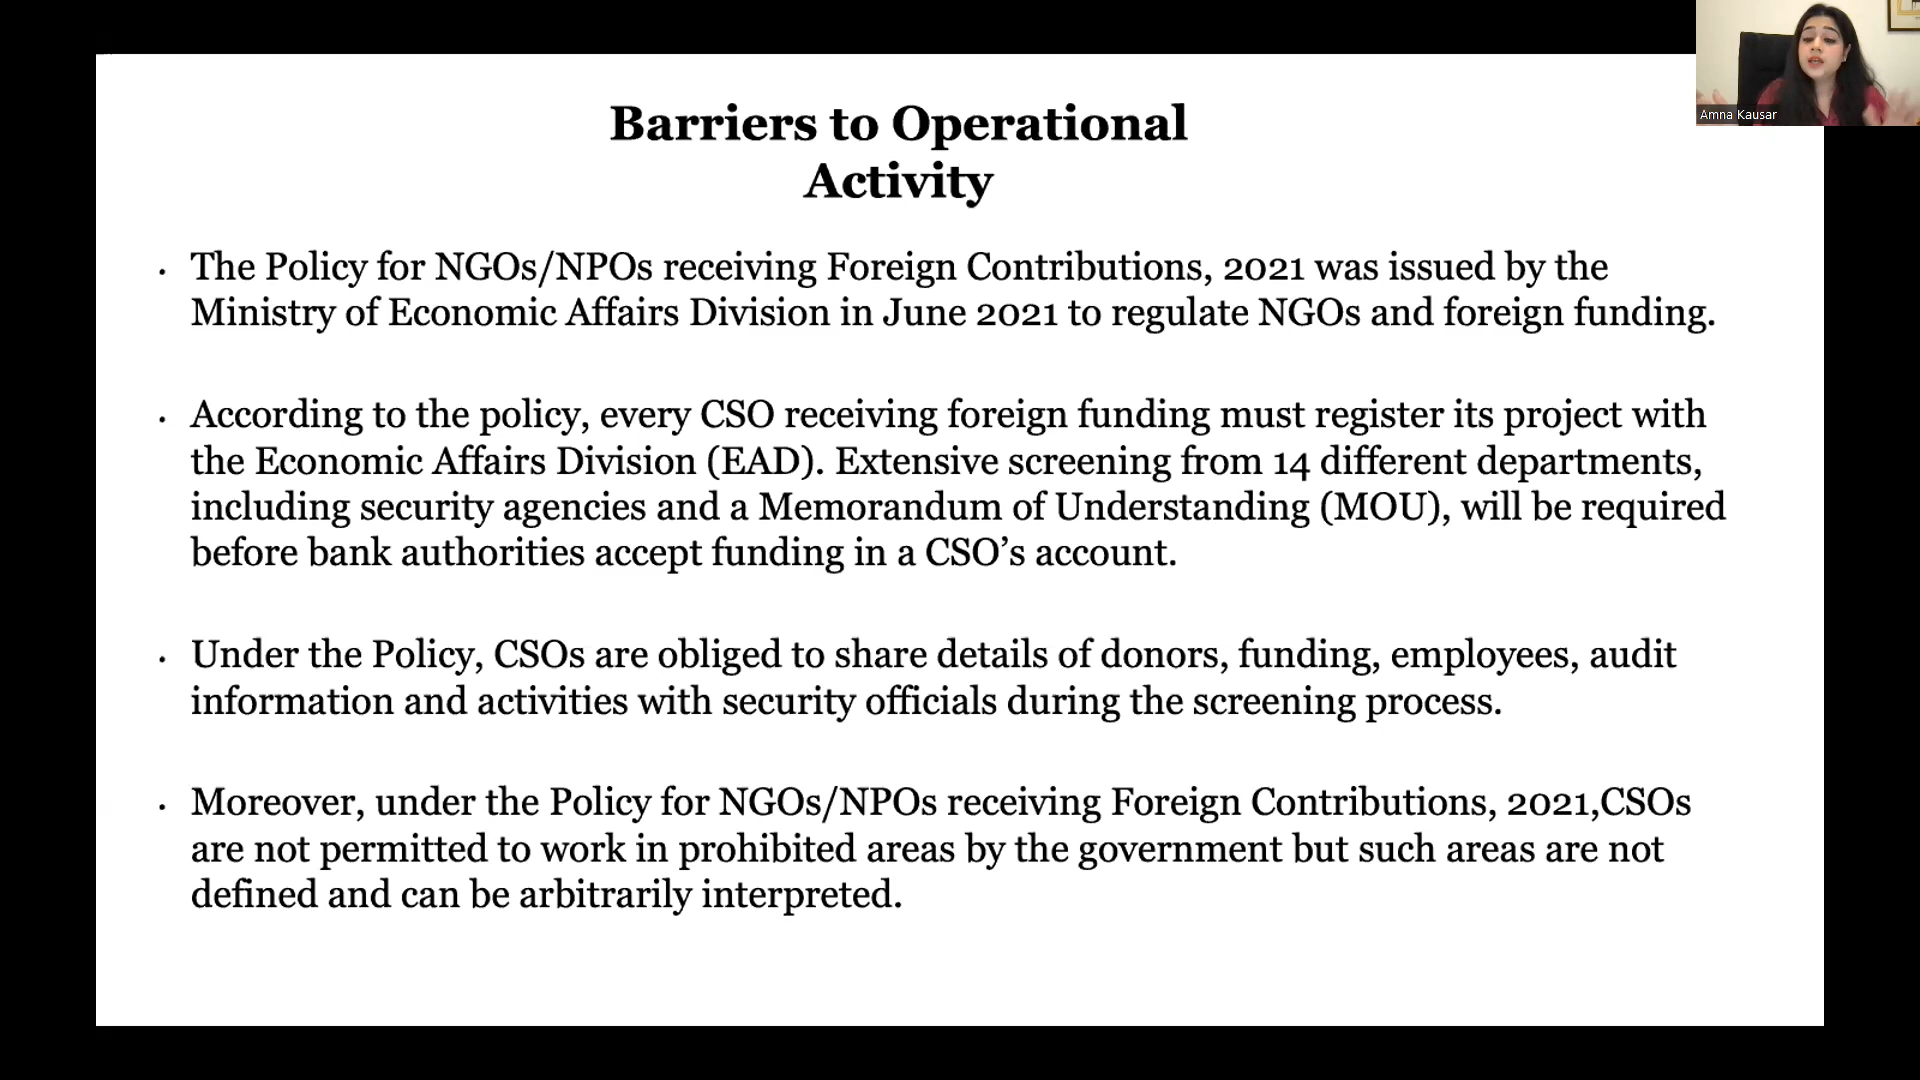 Barriers to Operational
Activity
Amna Kausar
• The Policy for NGOs/NPOs receiving Foreign Contributions, 2021 was issued by the
Ministry of Economic Affairs Division in June 2021 to regulate NGOs and foreign funding.
• According to the policy, every CSO receiving foreign funding must register its project with
the Economic Affairs Division (EAD). Extensive screening from 14 different departments,
including security agencies and a Memorandum of Understanding (MOU), will be required
before bank authorities accept funding in a CSO’s account.
• Under the Policy, CSOs are obliged to share details of donors, funding, employees, audit
information and activities with security officials during the screening process.
• Moreover, under the Policy for NGOs/NPOs receiving Foreign Contributions, 2021,CSOs
are not permitted to work in prohibited areas by the government but such areas are not
defined and can be arbitrarily interpreted.